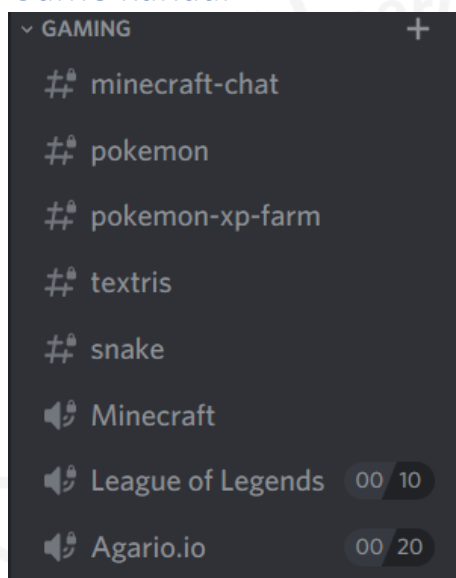 GAMING
minecraft-chat
pokemon
pokemon-xp-farm
textris
snake
Minecraft
League of Legends 00 10
Agario.io 00 20